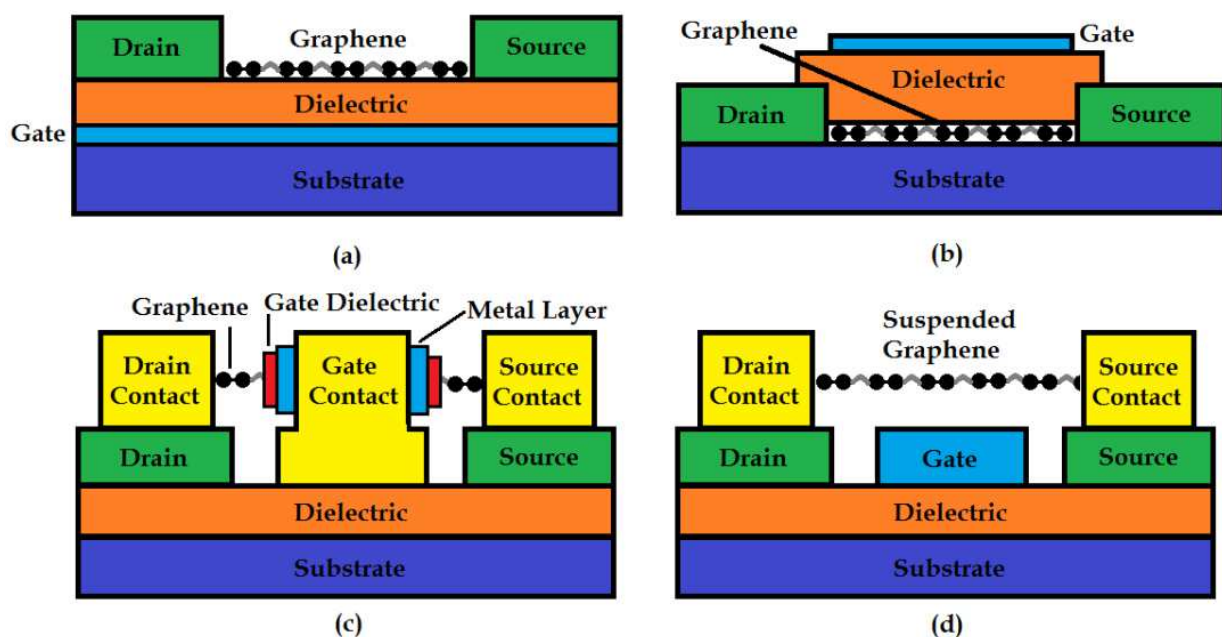 Drain
Graphene
Source
Dielectric
Gate
Substrate
(a)
Graphene
Gate
Dielectric
Drain
Source
Substrate
(b)
Graphene
Gate Dielectric
Metal Layer
Drain
Contact
Gate
Contact
Source
Contact
Drain
Source
Dielectric
Substrate
(c)
Suspended
Graphene
Drain
Contact
Source
Contact
Drain
Gate
Source
Dielectric
Substrate
(d)